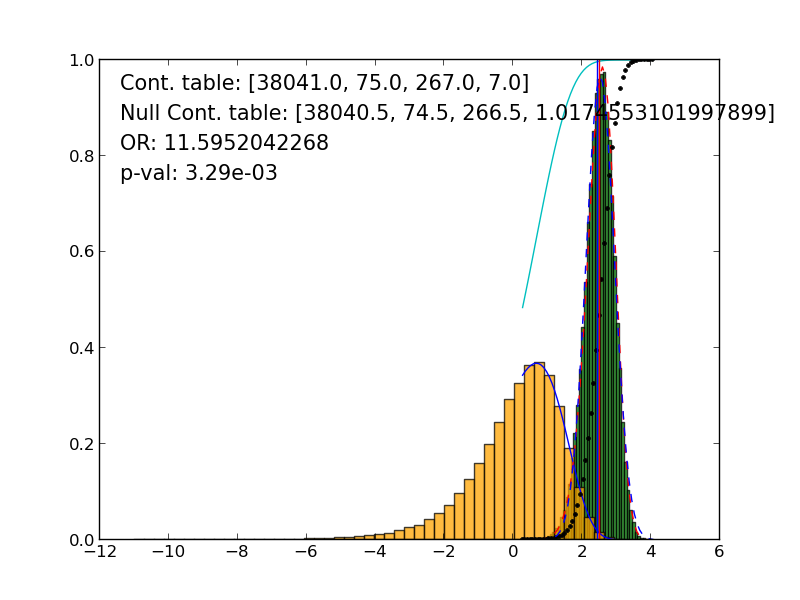 Cont. table: [38041.0, 75.0, 267.0, 7.0]
Null Cont. table: [38040.5, 74.5, 266.5, 1.0174553101997899]
OR: 11.5952042268
p-val: 3.29e-03
1.0
0.8
0.6
0.4
0.2
0.0
−12 −10 −8 −6 −4 −2 0 2 4 6